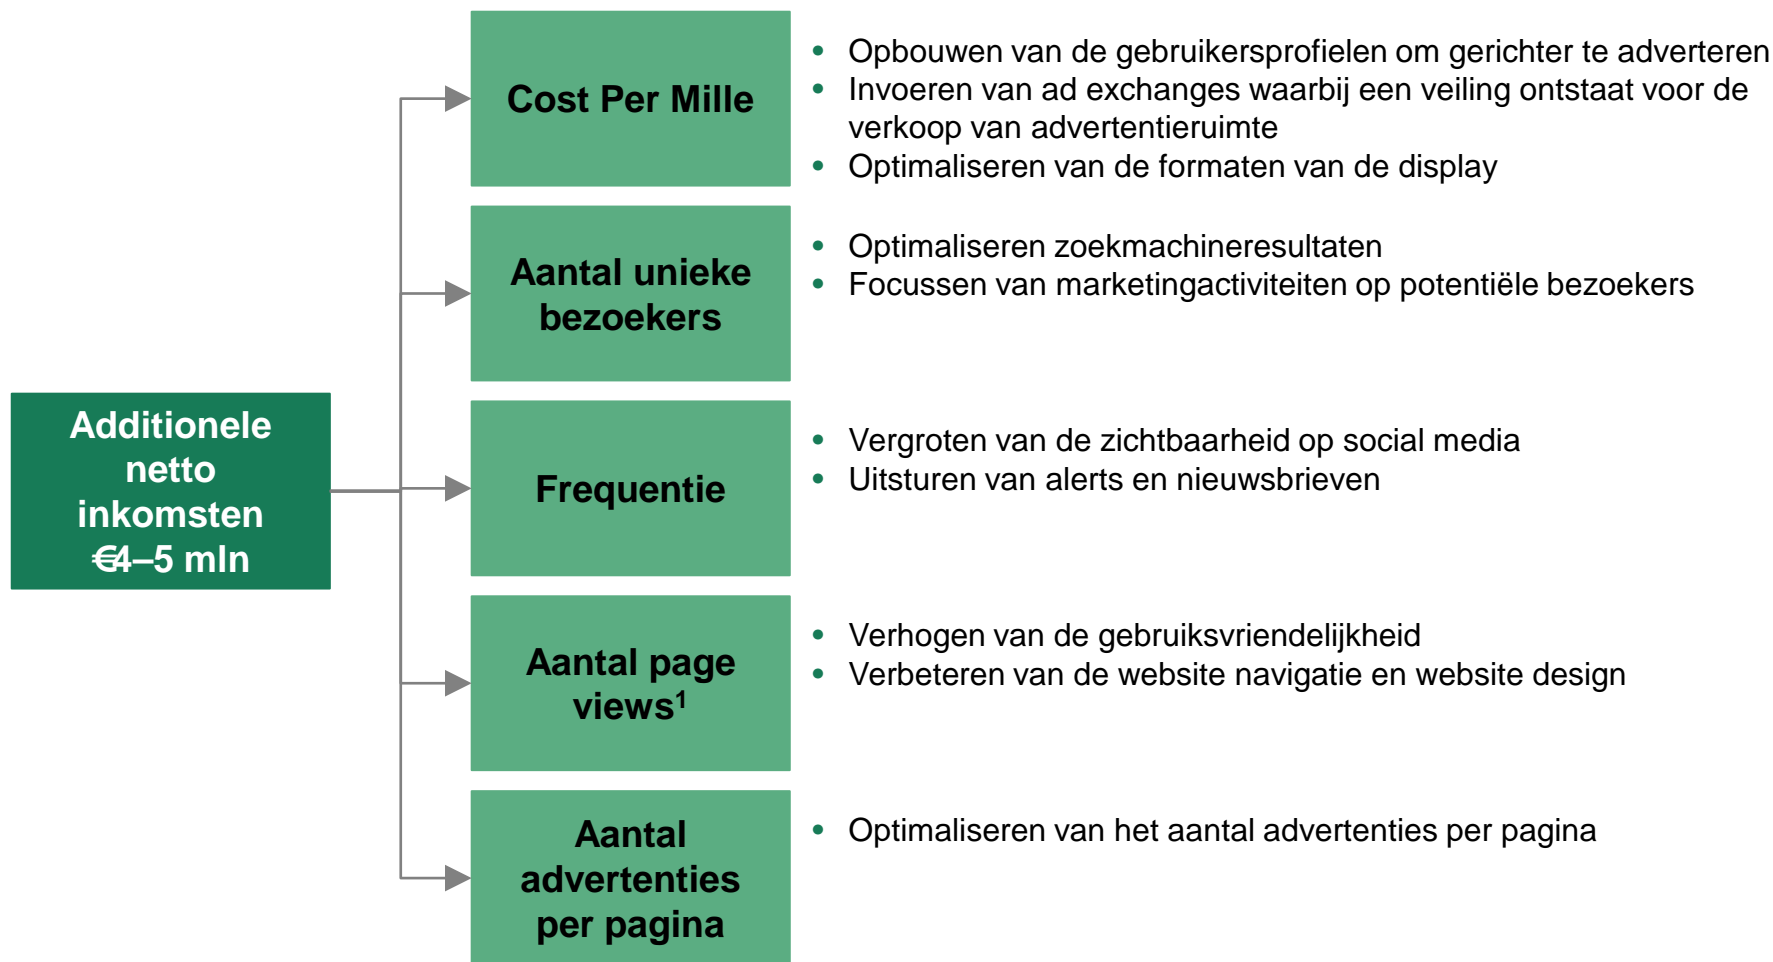 Additionele
netto
inkomsten
€4–5 mln
Cost Per Mille
• Opbouwen van de gebruikersprofielen om gerichter te adverteren
• Invoeren van ad exchanges waarbij een veiling ontstaat voor de
verkoop van advertentieruimte
• Optimaliseren van de formaten van de display
Aantal unieke
bezoekers
• Optimaliseren zoekmachineresultaten
• Focussen van marketingactiviteiten op potentiële bezoekers
Frequentie
• Vergroten van de zichtbaarheid op social media
• Uitsturen van alerts en nieuwsbrieven
Aantal page
views¹
• Verhogen van de gebruiksvriendelijkheid
• Verbeteren van de website navigatie en website design
Aantal
advertenties
per pagina
• Optimaliseren van het aantal advertenties per pagina